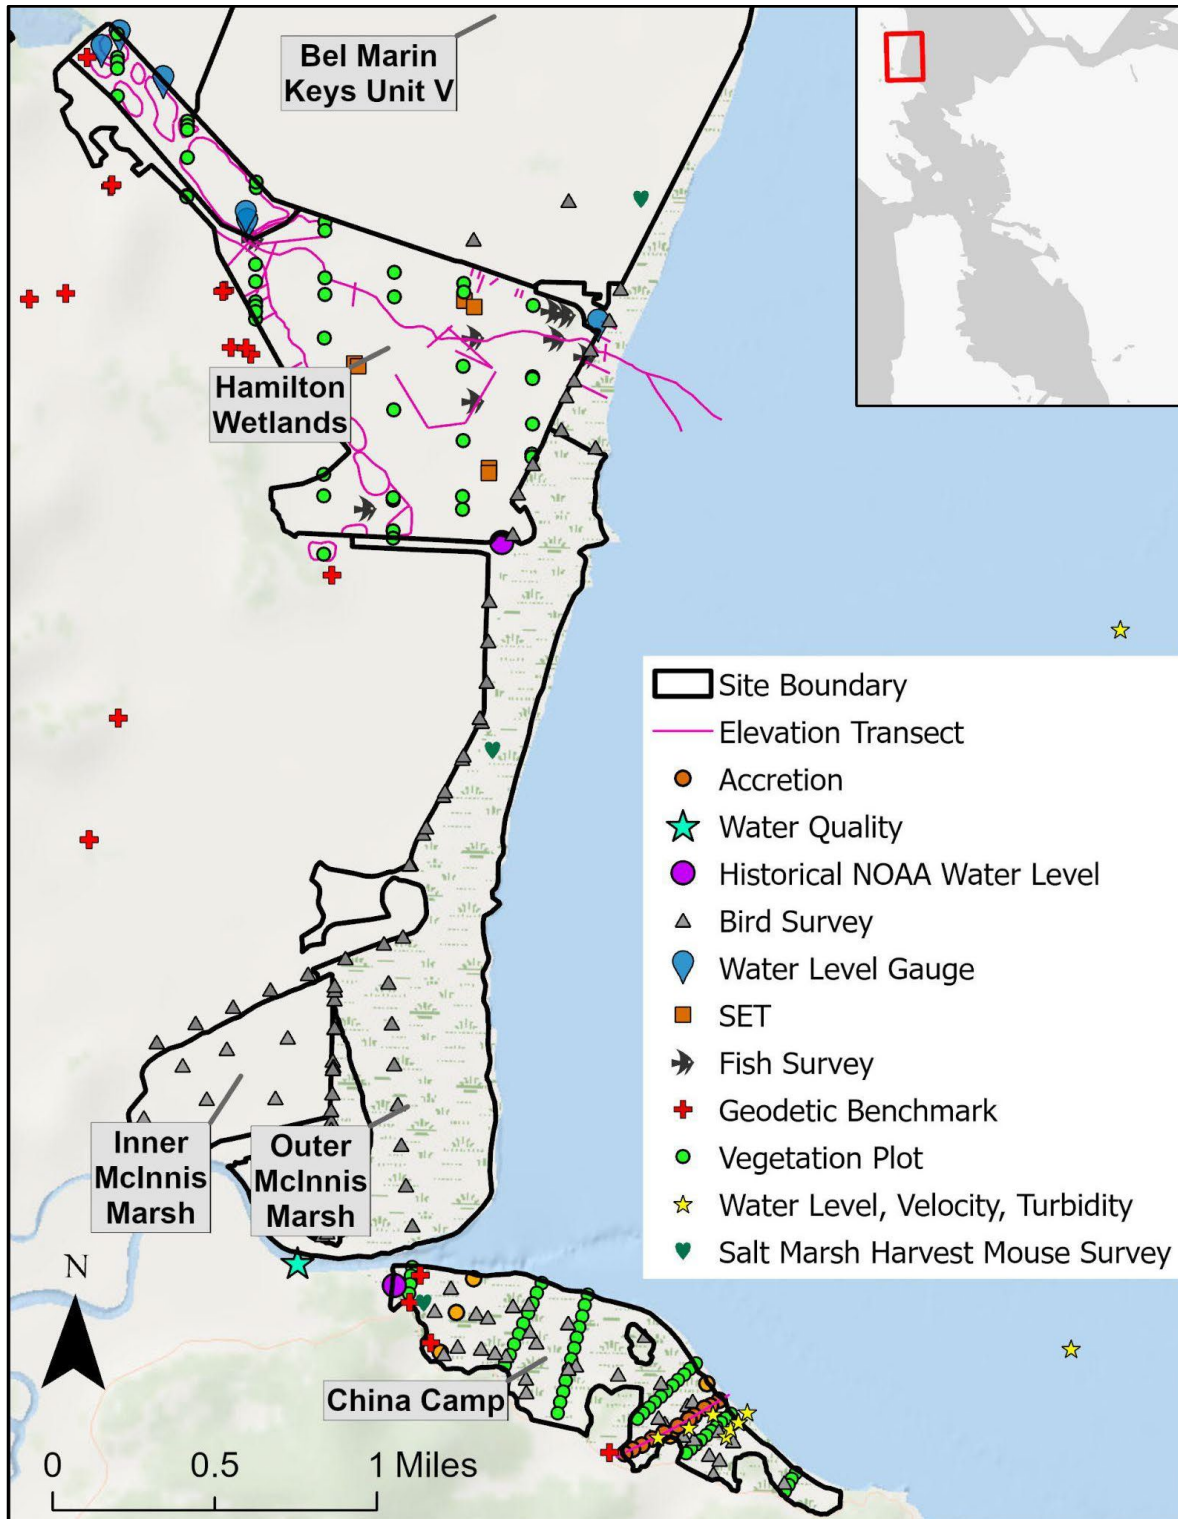 Bel Marin
Keys Unit V
Hamilton
Wetlands
Site Boundary
Elevation Transect
Accretion
Water Quality
Historical NOAA Water Level
Bird Survey
Water Level Gauge
SET
Fish Survey
Geodetic Benchmark
Vegetation Plot
Water Level, Velocity, Turbidity
Salt Marsh Harvest Mouse Survey
Inner
McInnis
Marsh
Outer
McInnis
Marsh
N
China Camp
0 0.5 1 Miles